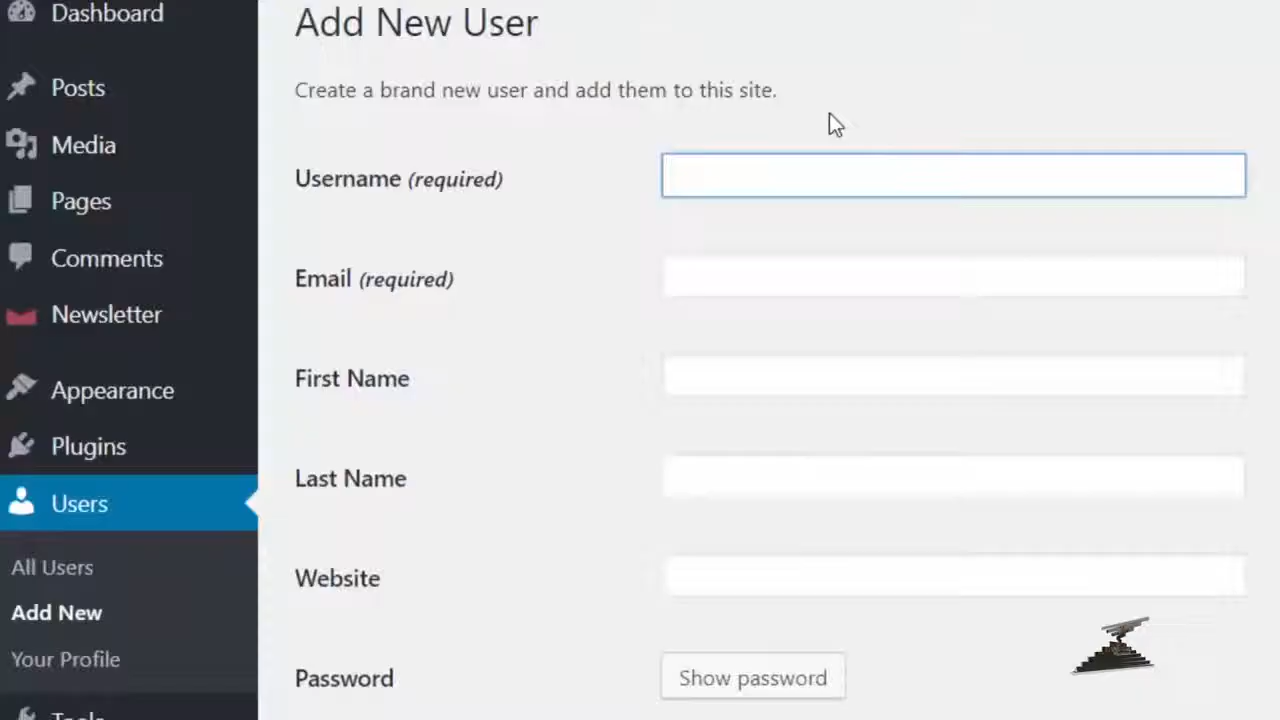 Dashboard
Posts
Media
Pages
Comments
Newsletter
Appearance
Plugins
Users
All Users
Add New
Your Profile
Tools
Add New User
Create a brand new user and add them to this site.
Username (required)
Email (required)
First Name
Last Name
Website
Password
Show password